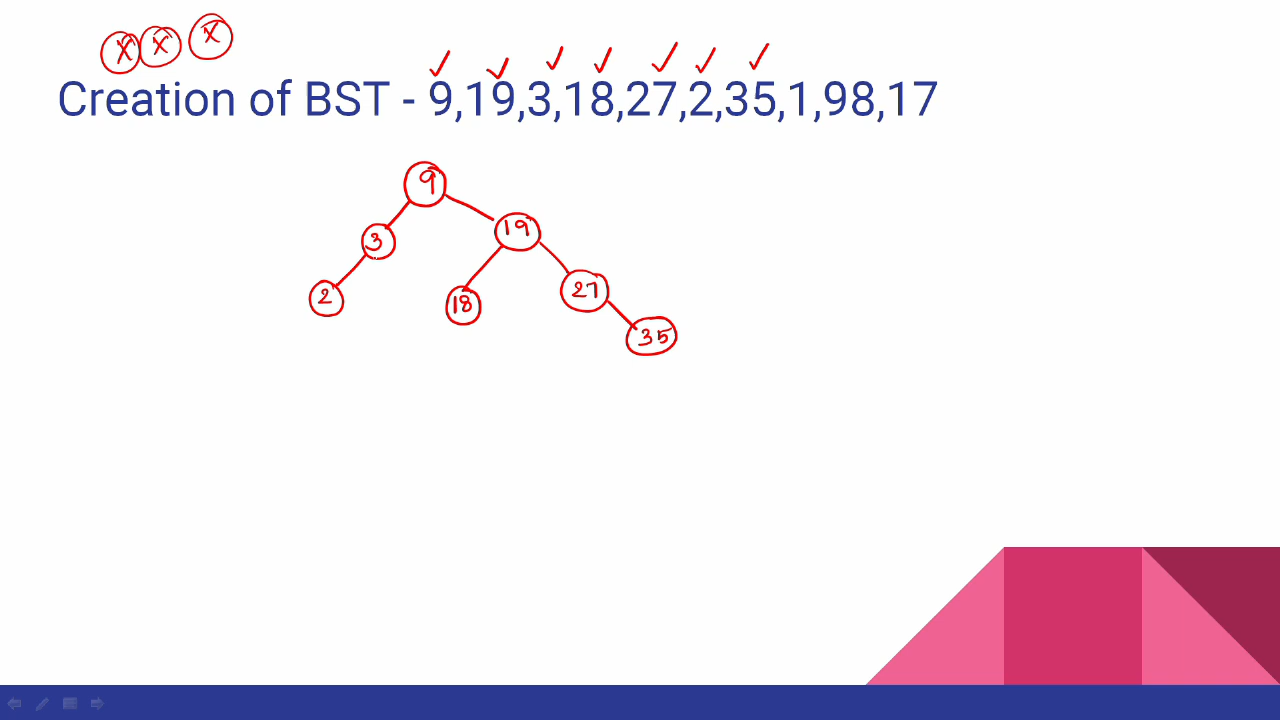 X X X
Creation of BST - 9,19,3,18,27,2,35,1,98,17
9
3 19
2 18 27
35